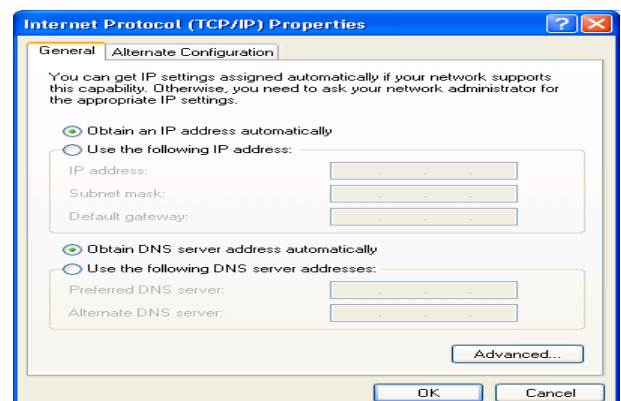 Internet Protocol (TCP/IP) Properties
General Alternate Configuration
You can get IP settings assigned automatically if your network supports
this capability. Otherwise, you need to ask your network administrator for
the appropriate IP settings.
Obtain an IP address automatically
Use the following IP address:
IP address:
Subnet mask:
Default gateway:
Obtain DNS server address automatically
Use the following DNS server addresses:
Preferred DNS server:
Alternate DNS server:
Advanced...
OK Cancel